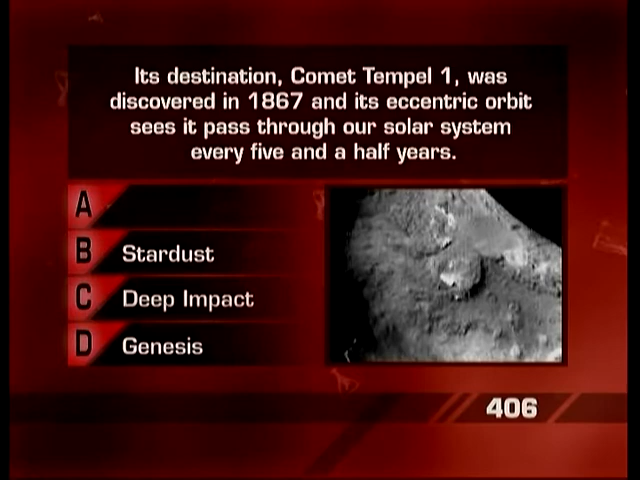 Its destination, Comet Tempel 1, was
discovered in 1867 and its eccentric orbit
sees it pass through our solar system
every five and a half years.
A
B Stardust
C Deep Impact
D Genesis
406